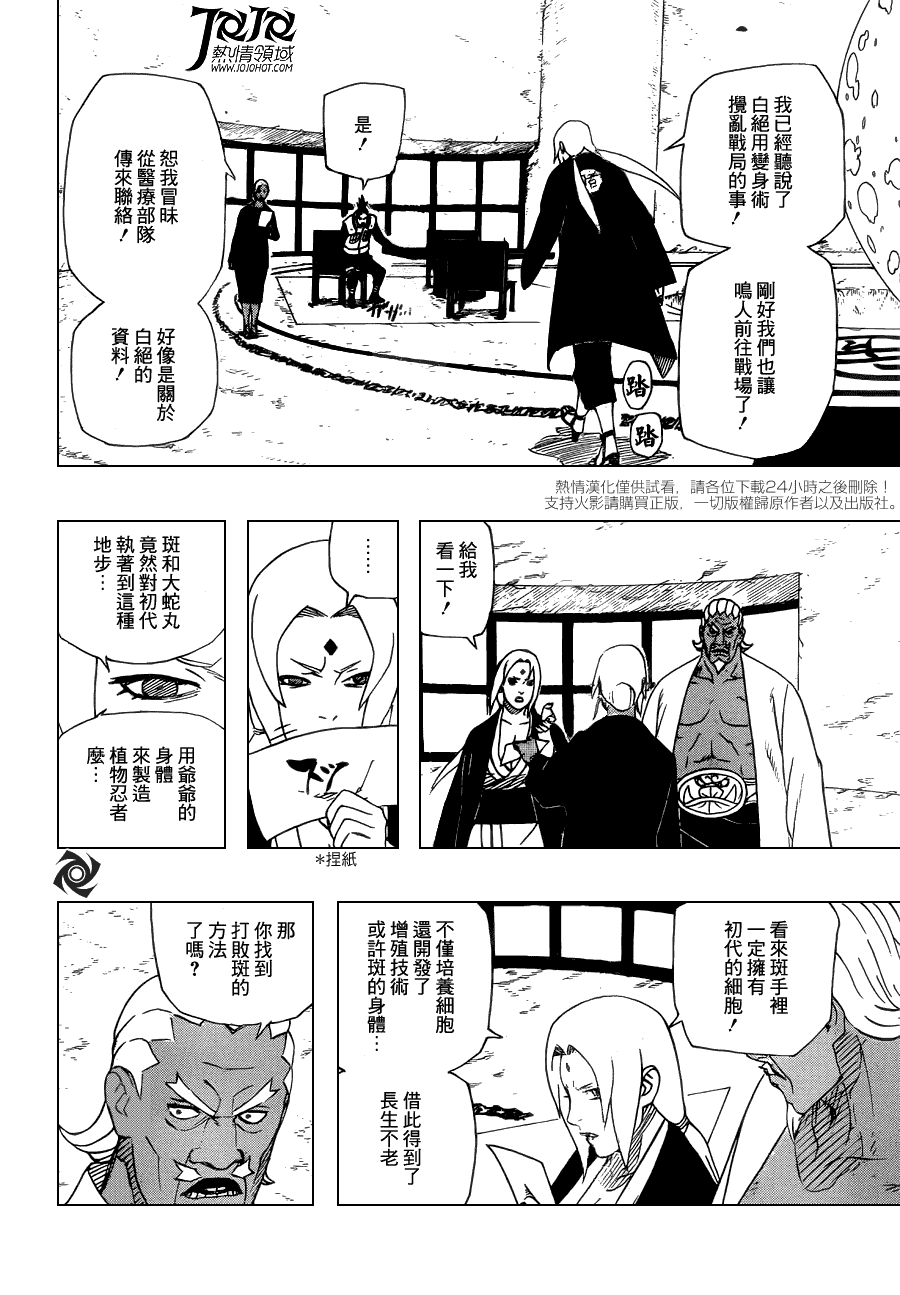 JOJO
熱情領域
WWW.JOJOHOT.COM
我已經聽說了
白絕用變身術
攪亂戰局的事！
剛好我們也讓
鳴人前往戰場了！
是！
恕我冒昧
從醫療部隊
傳來聯絡！
好像是關於
白絕的
資料！
踏
踏
熱情漢化僅供試看，請各位下載24小時之後刪除！
支持火影請購買正版，一切版權歸原作者以及出版社。
給我
看一下！
……
*捏紙
斑和大蛇丸
竟然對初代
執著到這種
地步…
用爺爺的
身體
來製造
植物忍者
麼…
看來斑手裡
一定擁有
初代的細胞！
不僅培養細胞
還開發了
增殖技術
或許斑的身體…
借此得到了
長生不老
那
你找到
打敗斑的
方法
了嗎？